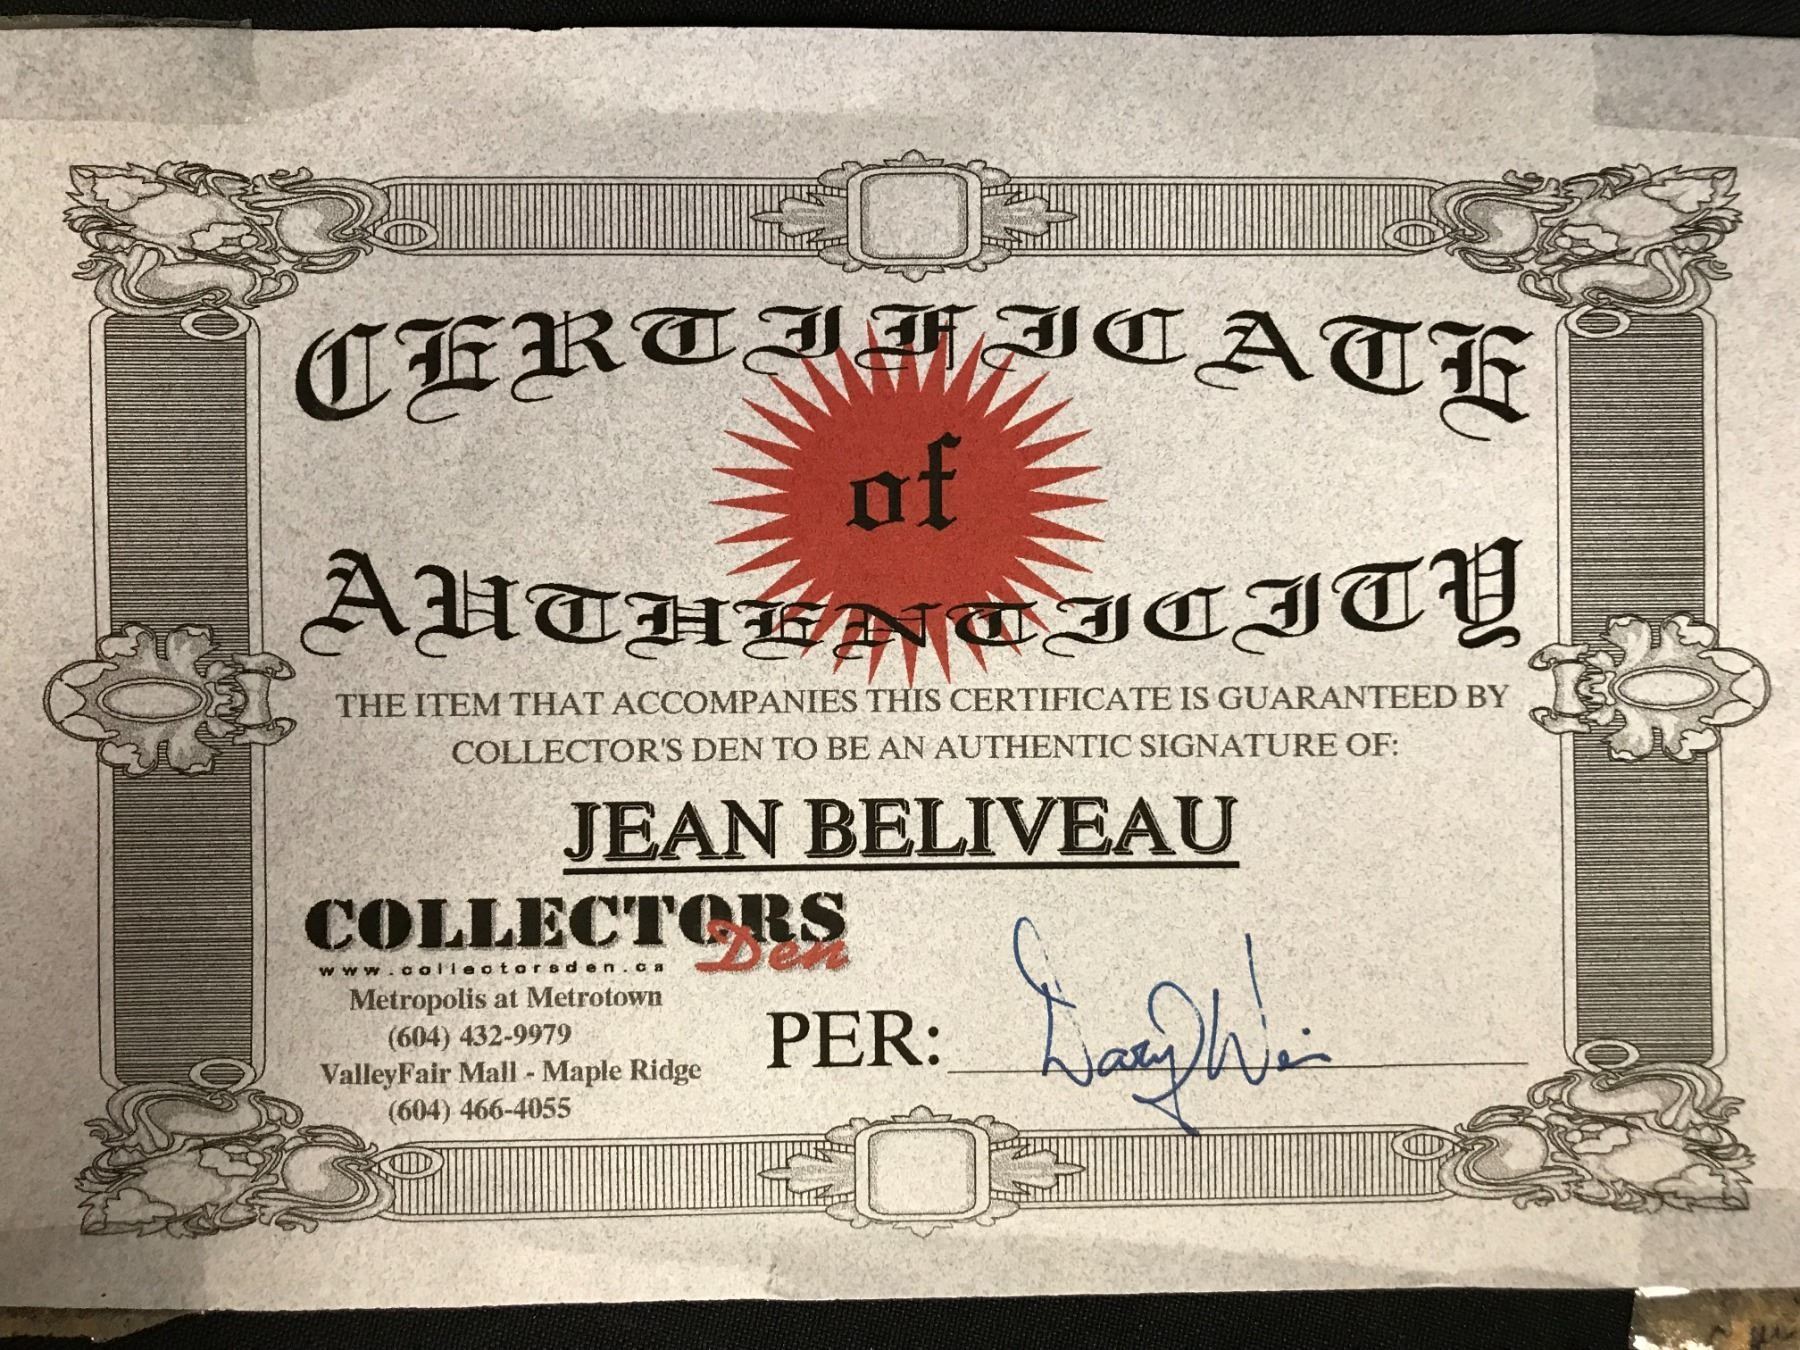 CERTIFICATE
of
AUTHENTICITY
THE ITEM THAT ACCOMPANIES THIS CERTIFICATE IS GUARANTEED BY
COLLECTOR'S DEN TO BE AN AUTHENTIC SIGNATURE OF:
JEAN BELIVEAU
COLLECTORS
Den
www.collectorsden.ca
Metropolis at Metrotown
(604) 432-9979
ValleyFair Mall - Maple Ridge
(604) 466-4055
PER: